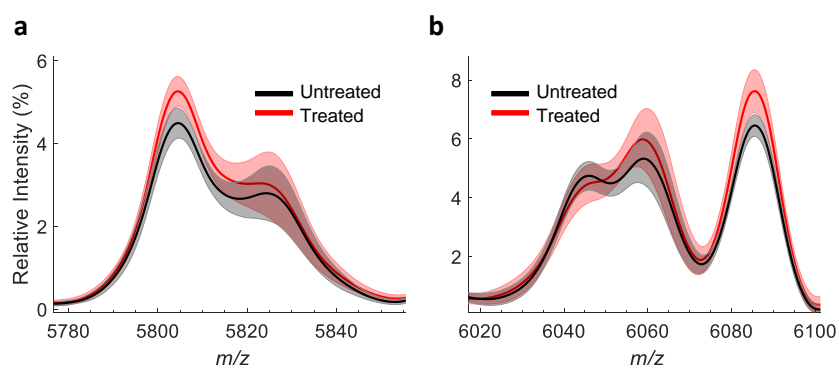 a
Relative Intensity (%)
6
4
2
0
Untreated
Treated
5780 5800 5820 5840
m/z
b
8
6
4
2
Untreated
Treated
6020 6040 6060 6080 6100
m/z